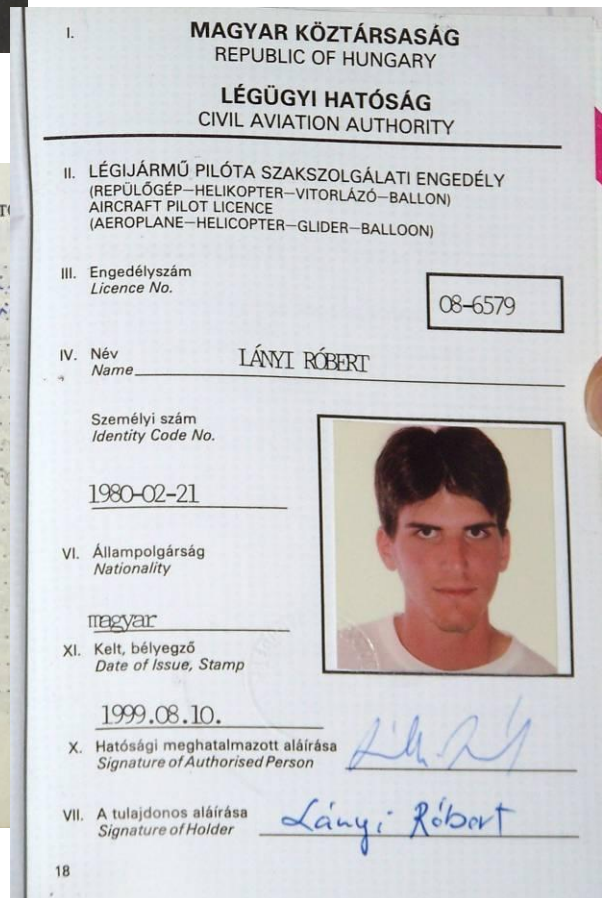 I.
MAGYAR KÖZTÁRSASÁG
REPUBLIC OF HUNGARY
LÉGÜGYI HATÓSÁG
CIVIL AVIATION AUTHORITY
II. LÉGIJÁRMŰ PILÓTA SZAKSZOLGÁLATI ENGEDÉLY
(REPÜLŐGÉP—HELIKOPTER—VITORLÁZÓ—BALLON)
AIRCRAFT PILOT LICENCE
(AEROPLANE—HELICOPTER—GLIDER—BALLOON)
III. Engedélyszám
Licence No.
08-6579
IV. Név LÁNYI RÓBERT
Name
Személyi szám
Identity Code No.
1980-02-21
VI. Állampolgárság
Nationality
magyar
XI. Kelt, bélyegző
Date of Issue, Stamp
1999.08.10.
X. Hatósági meghatalmazott aláírása
Signature of Authorised Person
VII. A tulajdonos aláírása Lányi Róbert
Signature of Holder
18